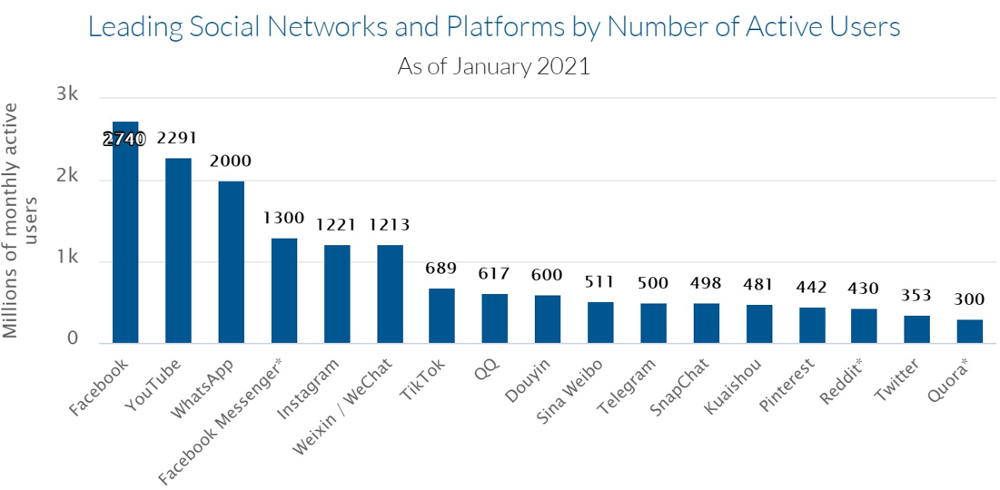 Leading Social Networks and Platforms by Number of Active Users
As of January 2021
Millions of monthly active
users
3k
2k
1k
0
2740
2291
2000
1300
1221
1213
689
617
600
511
500
498
481
442
430
353
300
Facebook
YouTube
WhatsApp
Facebook Messenger*
Instagram
Weixin / WeChat
TikTok
QQ
Douyin
Sina Weibo
Telegram
SnapChat
Kuaishou
Pinterest
Reddit*
Twitter
Quora*